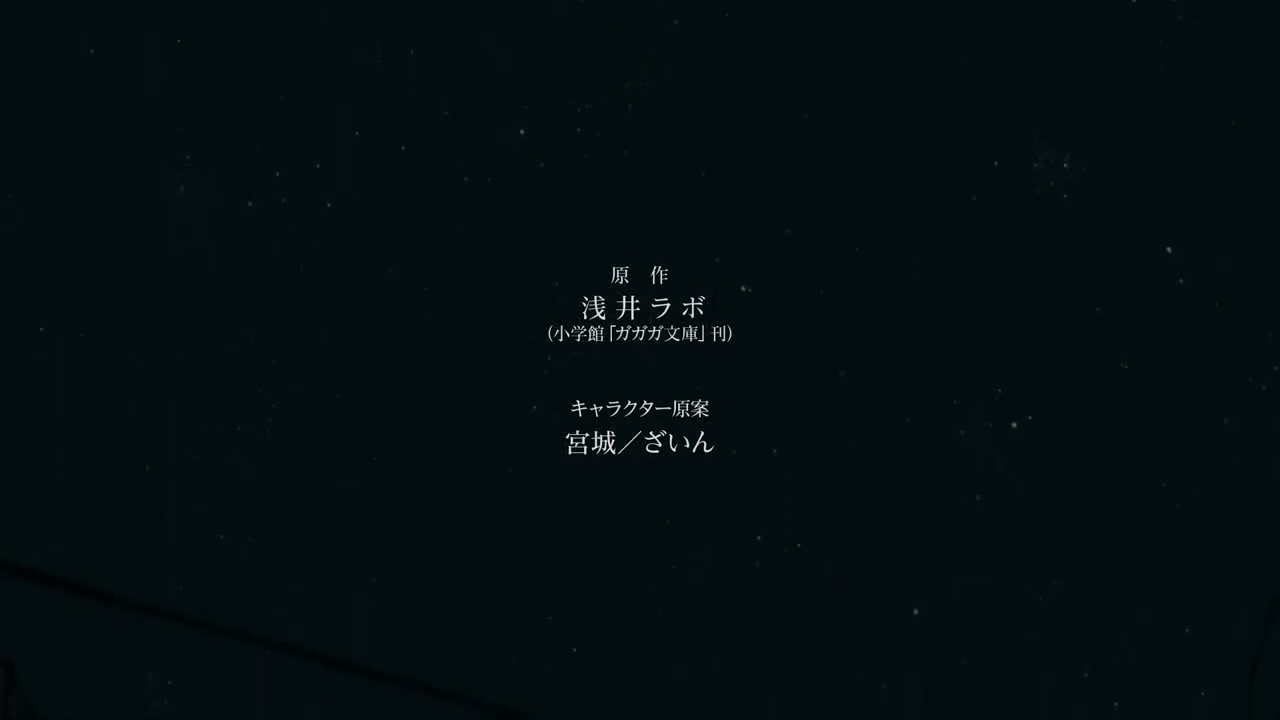 原　作
浅井ラボ
(小学館「ガガガ文庫」刊)
キャラクター原案
宮城／ざいん